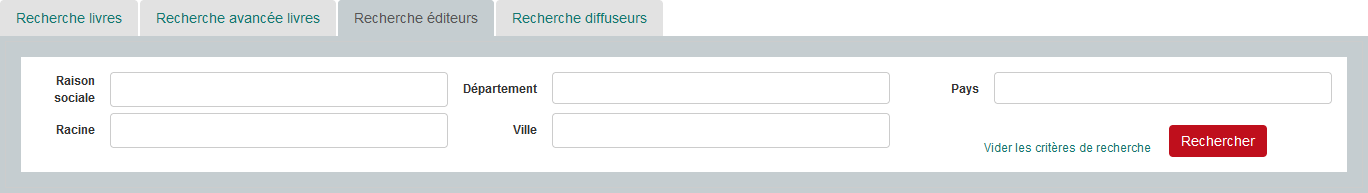 Recherche livres
Recherche avancée livres
Recherche éditeurs
Recherche diffuseurs
Raison
sociale
Département
Pays
Racine
Ville
Vider les critères de recherche
Rechercher